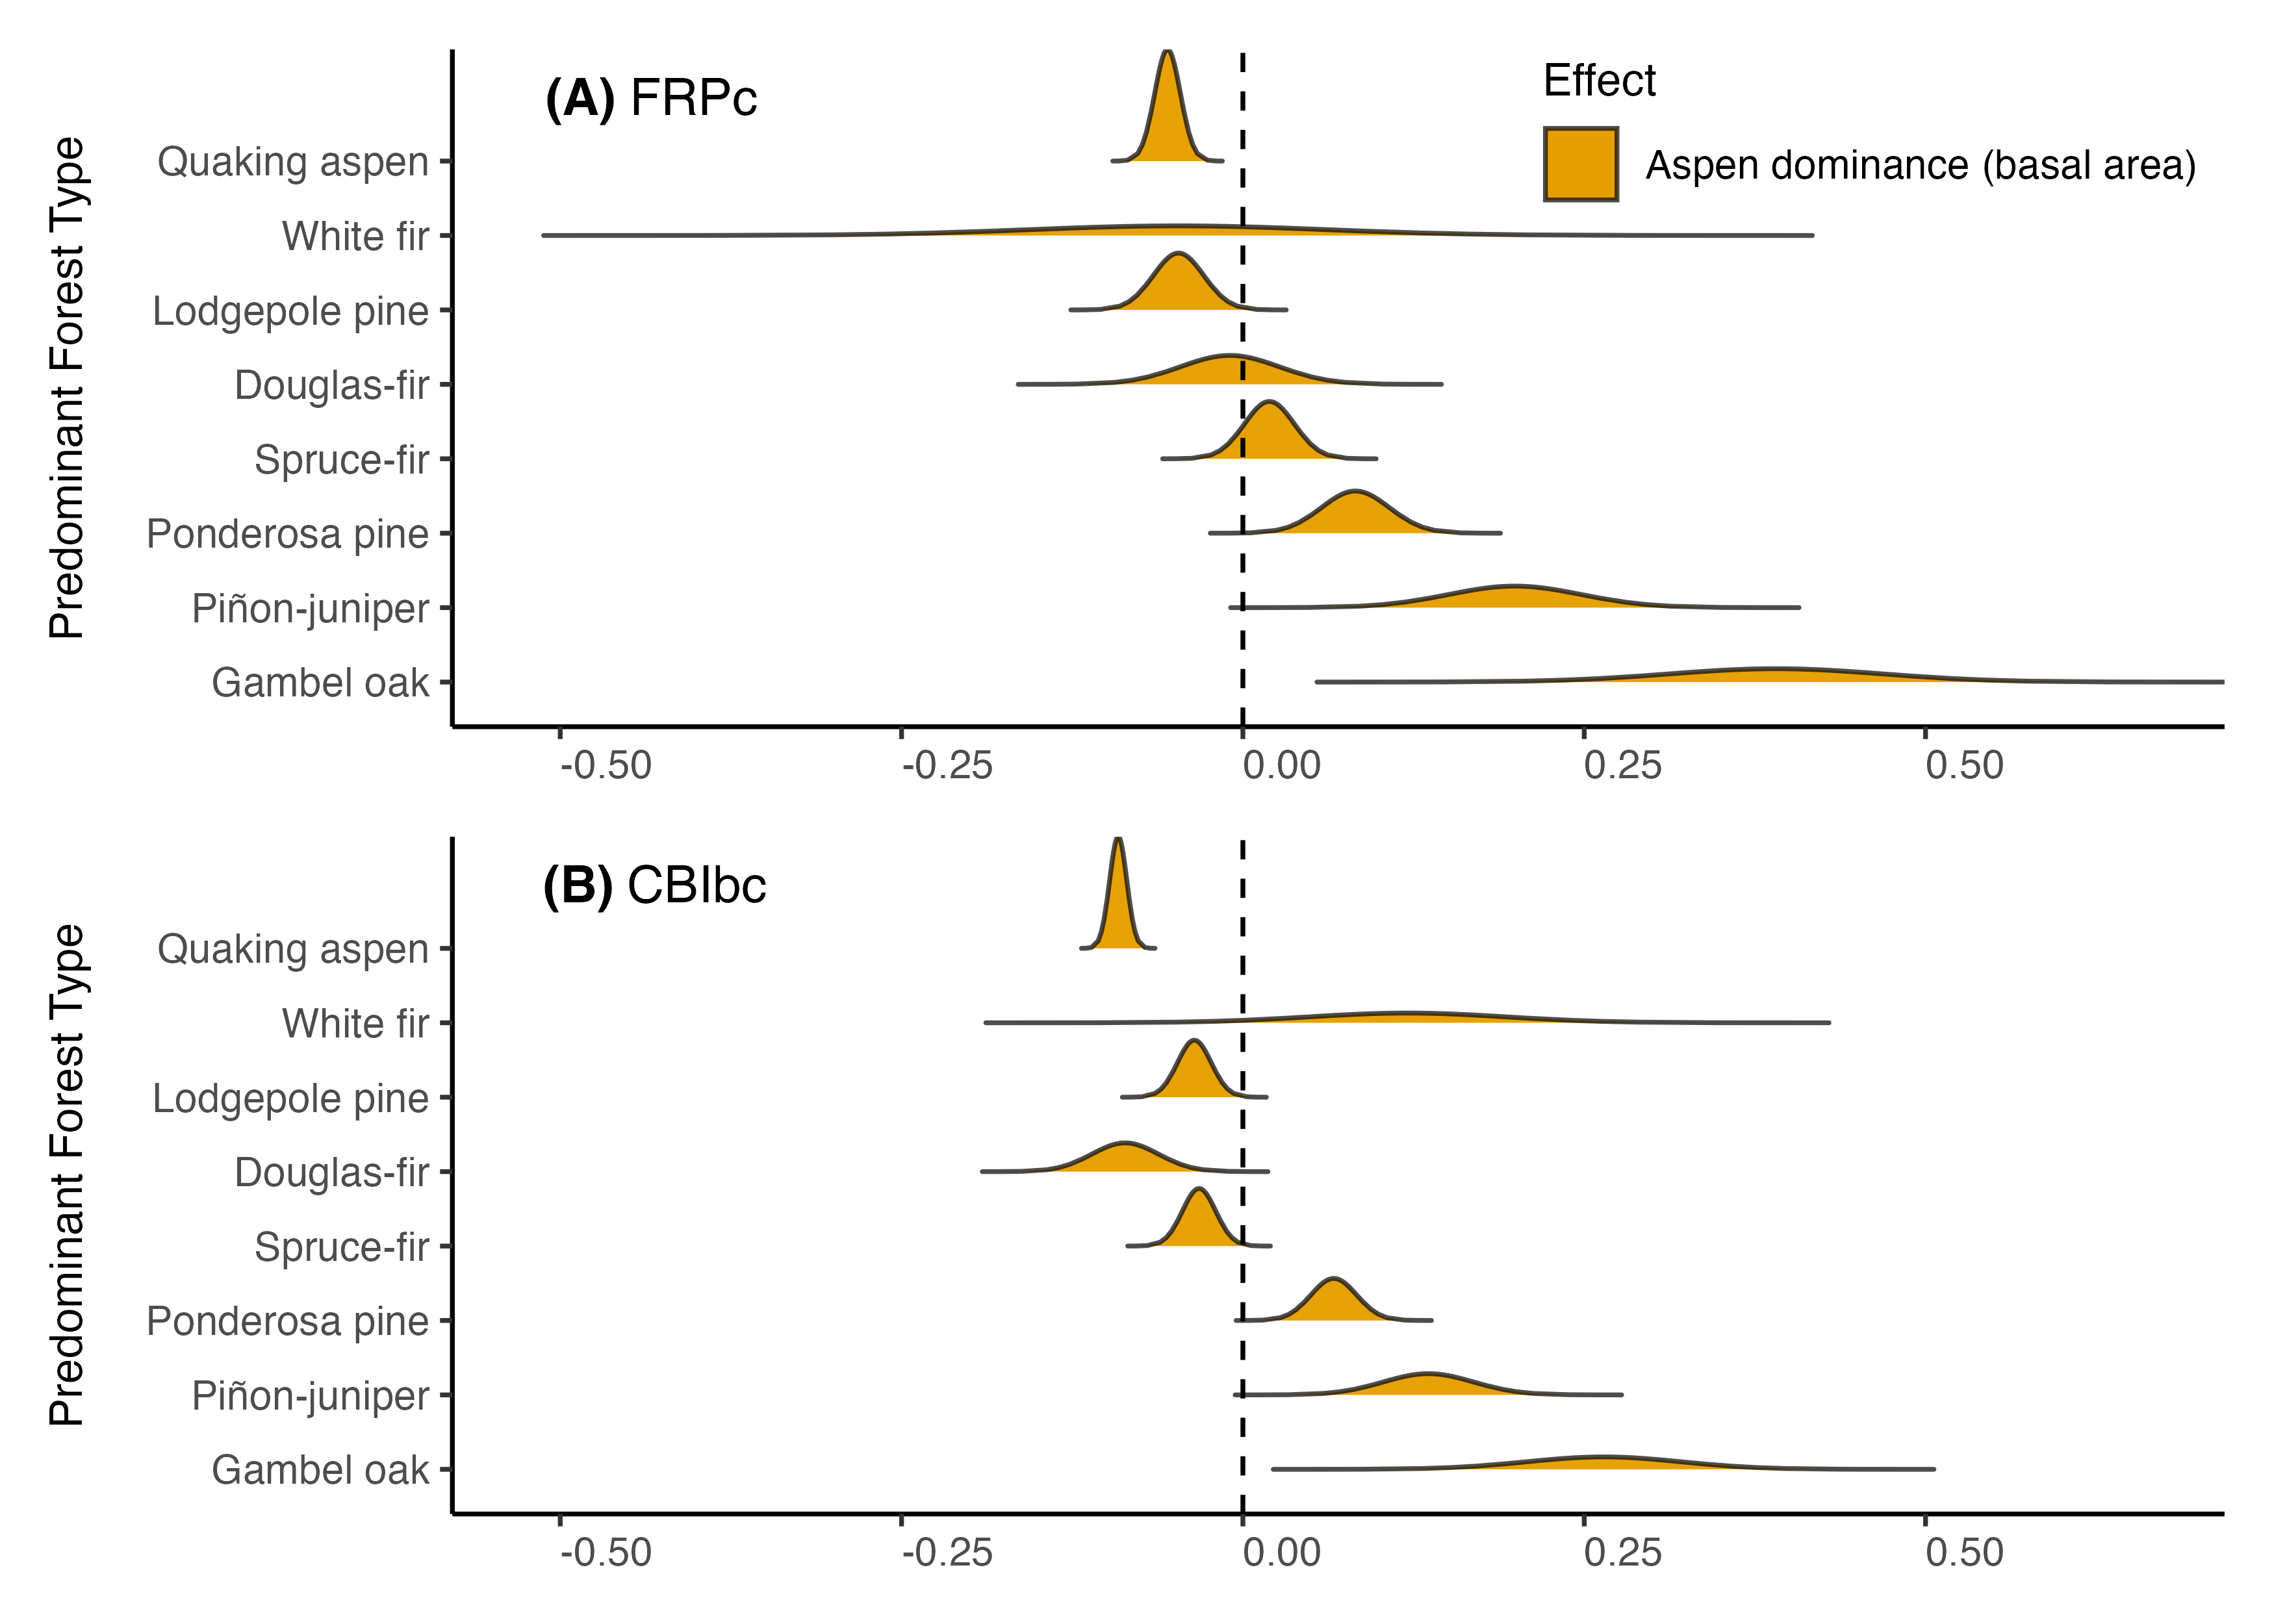 (A) FRPc
Effect
Aspen dominance (basal area)
Predominant Forest Type
Quaking aspen
White fir
Lodgepole pine
Douglas-fir
Spruce-fir
Ponderosa pine
Piñon-juniper
Gambel oak
-0.50 -0.25 0.00 0.25 0.50
(B) CBIbc
Predominant Forest Type
Quaking aspen
White fir
Lodgepole pine
Douglas-fir
Spruce-fir
Ponderosa pine
Piñon-juniper
Gambel oak
-0.50 -0.25 0.00 0.25 0.50